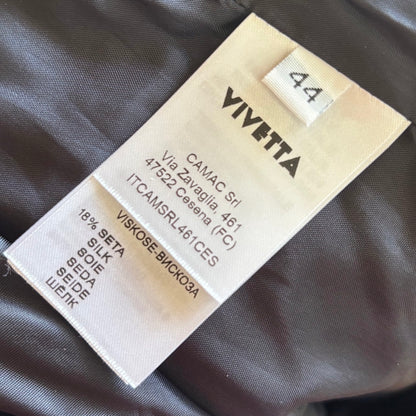 44
VIVETTA
CAMAC Srl
Via Zavaglia, 461
47522 Cesena (FC)
ITCAMSRL461CES
VISKOSE-ВИСКОЗА
18% SETA
SILK
SOIE
SEDA
SEIDE
ШЁЛК